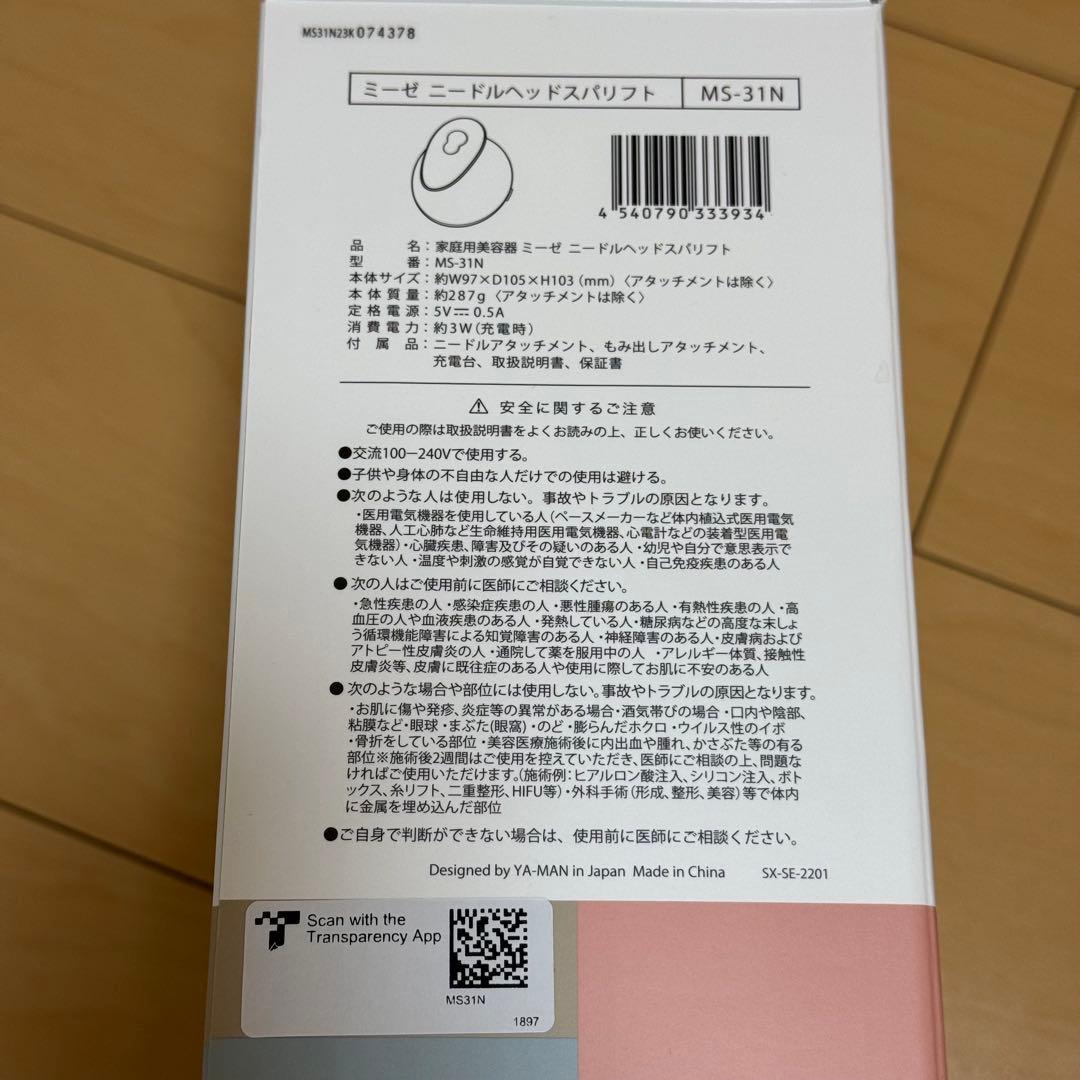 MS31N23K074378
ミーゼ ニードルヘッドスパリフト MS-31N
4 540790 333934
品名：家庭用美容器 ミーゼ ニードルヘッドスパリフト
型番：MS-31N
本体サイズ：約W97×D105×H103（mm）〈アタッチメントは除く〉
本体質量：約287g〈アタッチメントは除く〉
定格電源：5V⎓0.5A
消費電力：約3W（充電時）
付属品：ニードルアタッチメント、もみ出しアタッチメント、
充電台、取扱説明書、保証書
⚠ 安全に関するご注意
ご使用の際は取扱説明書をよくお読みの上、正しくお使いください。
●交流100－240Vで使用する。
●子供や身体の不自由な人だけでの使用は避ける。
●次のような人は使用しない。事故やトラブルの原因となります。
・医用電気機器を使用している人（ペースメーカーなど体内植込式医用電気
機器、人工心肺など生命維持用医用電気機器、心電計などの装着型医用電
気機器）・心臓疾患、障害及びその疑いのある人・幼児や自分で意思表示で
きない人・温度や刺激の感覚が自覚できない人・自己免疫疾患のある人
●次の人はご使用前に医師にご相談ください。
・急性疾患の人・感染症疾患の人・悪性腫瘍のある人・有熱性疾患の人・高
血圧の人や血液疾患のある人・発熱している人・糖尿病などの高度な末しょ
う循環機能障害による知覚障害のある人・神経障害のある人・皮膚病および
アトピー性皮膚炎の人・通院して薬を服用中の人 ・アレルギー体質、接触性
皮膚炎等、皮膚に既往症のある人や使用に際してお肌に不安のある人
●次のような場合や部位には使用しない。事故やトラブルの原因となります。
・お肌に傷や発疹、炎症等の異常がある場合・酒気帯びの場合・口内や陰部、
粘膜など・眼球・まぶた(眼窩)・のど・膨らんだホクロ・ウイルス性のイボ
・骨折をしている部位・美容医療施術後に内出血や腫れ、かさぶた等の有る
部位※施術後2週間はご使用を控えていただき、医師にご相談の上、問題な
ければご使用いただけます。（施術例：ヒアルロン酸注入、シリコン注入、ボト
ックス、糸リフト、二重整形、HIFU等）・外科手術（形成、整形、美容）等で体内
に金属を埋め込んだ部位
●ご自身で判断ができない場合は、使用前に医師にご相談ください。
Designed by YA-MAN in Japan Made in China SX-SE-2201
Scan with the
Transparency App
MS31N
1897